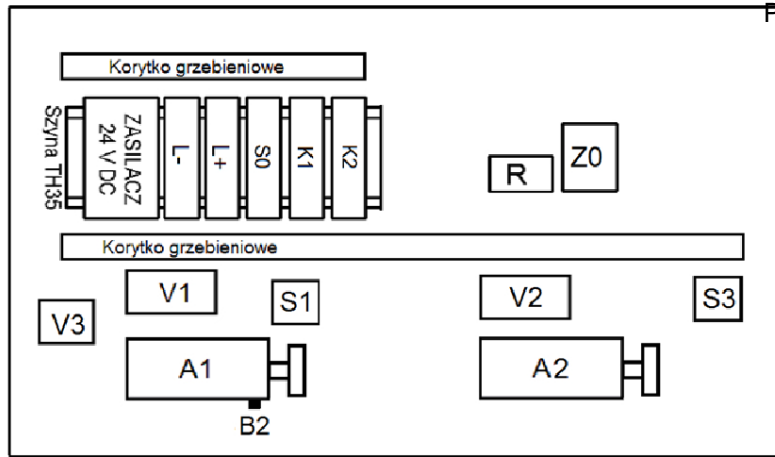 F
Korytko grzebieniowe
Szyna TH35
ZASILACZ
24 V DC
L-
L+
S0
K1
K2
R
Z0
Korytko grzebieniowe
V1
S1
V2
S3
V3
A1
A2
B2